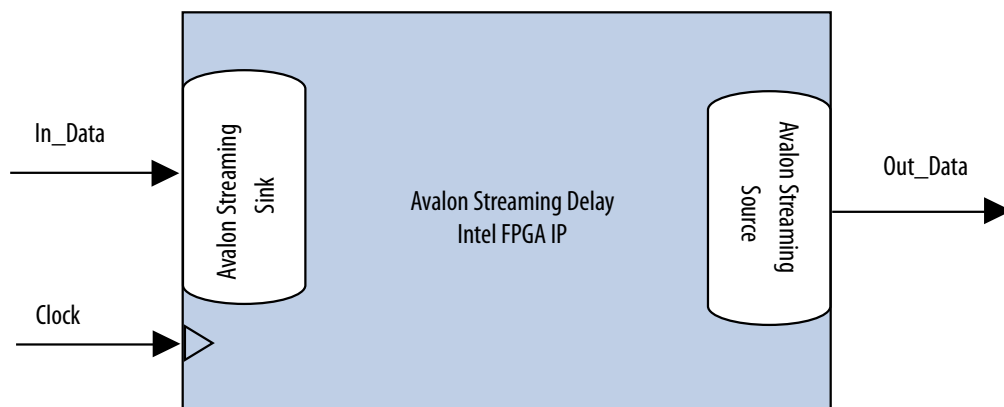 In_Data
Avalon Streaming
Sink
Avalon Streaming Delay
Intel FPGA IP
Avalon Streaming
Source
Out_Data
Clock